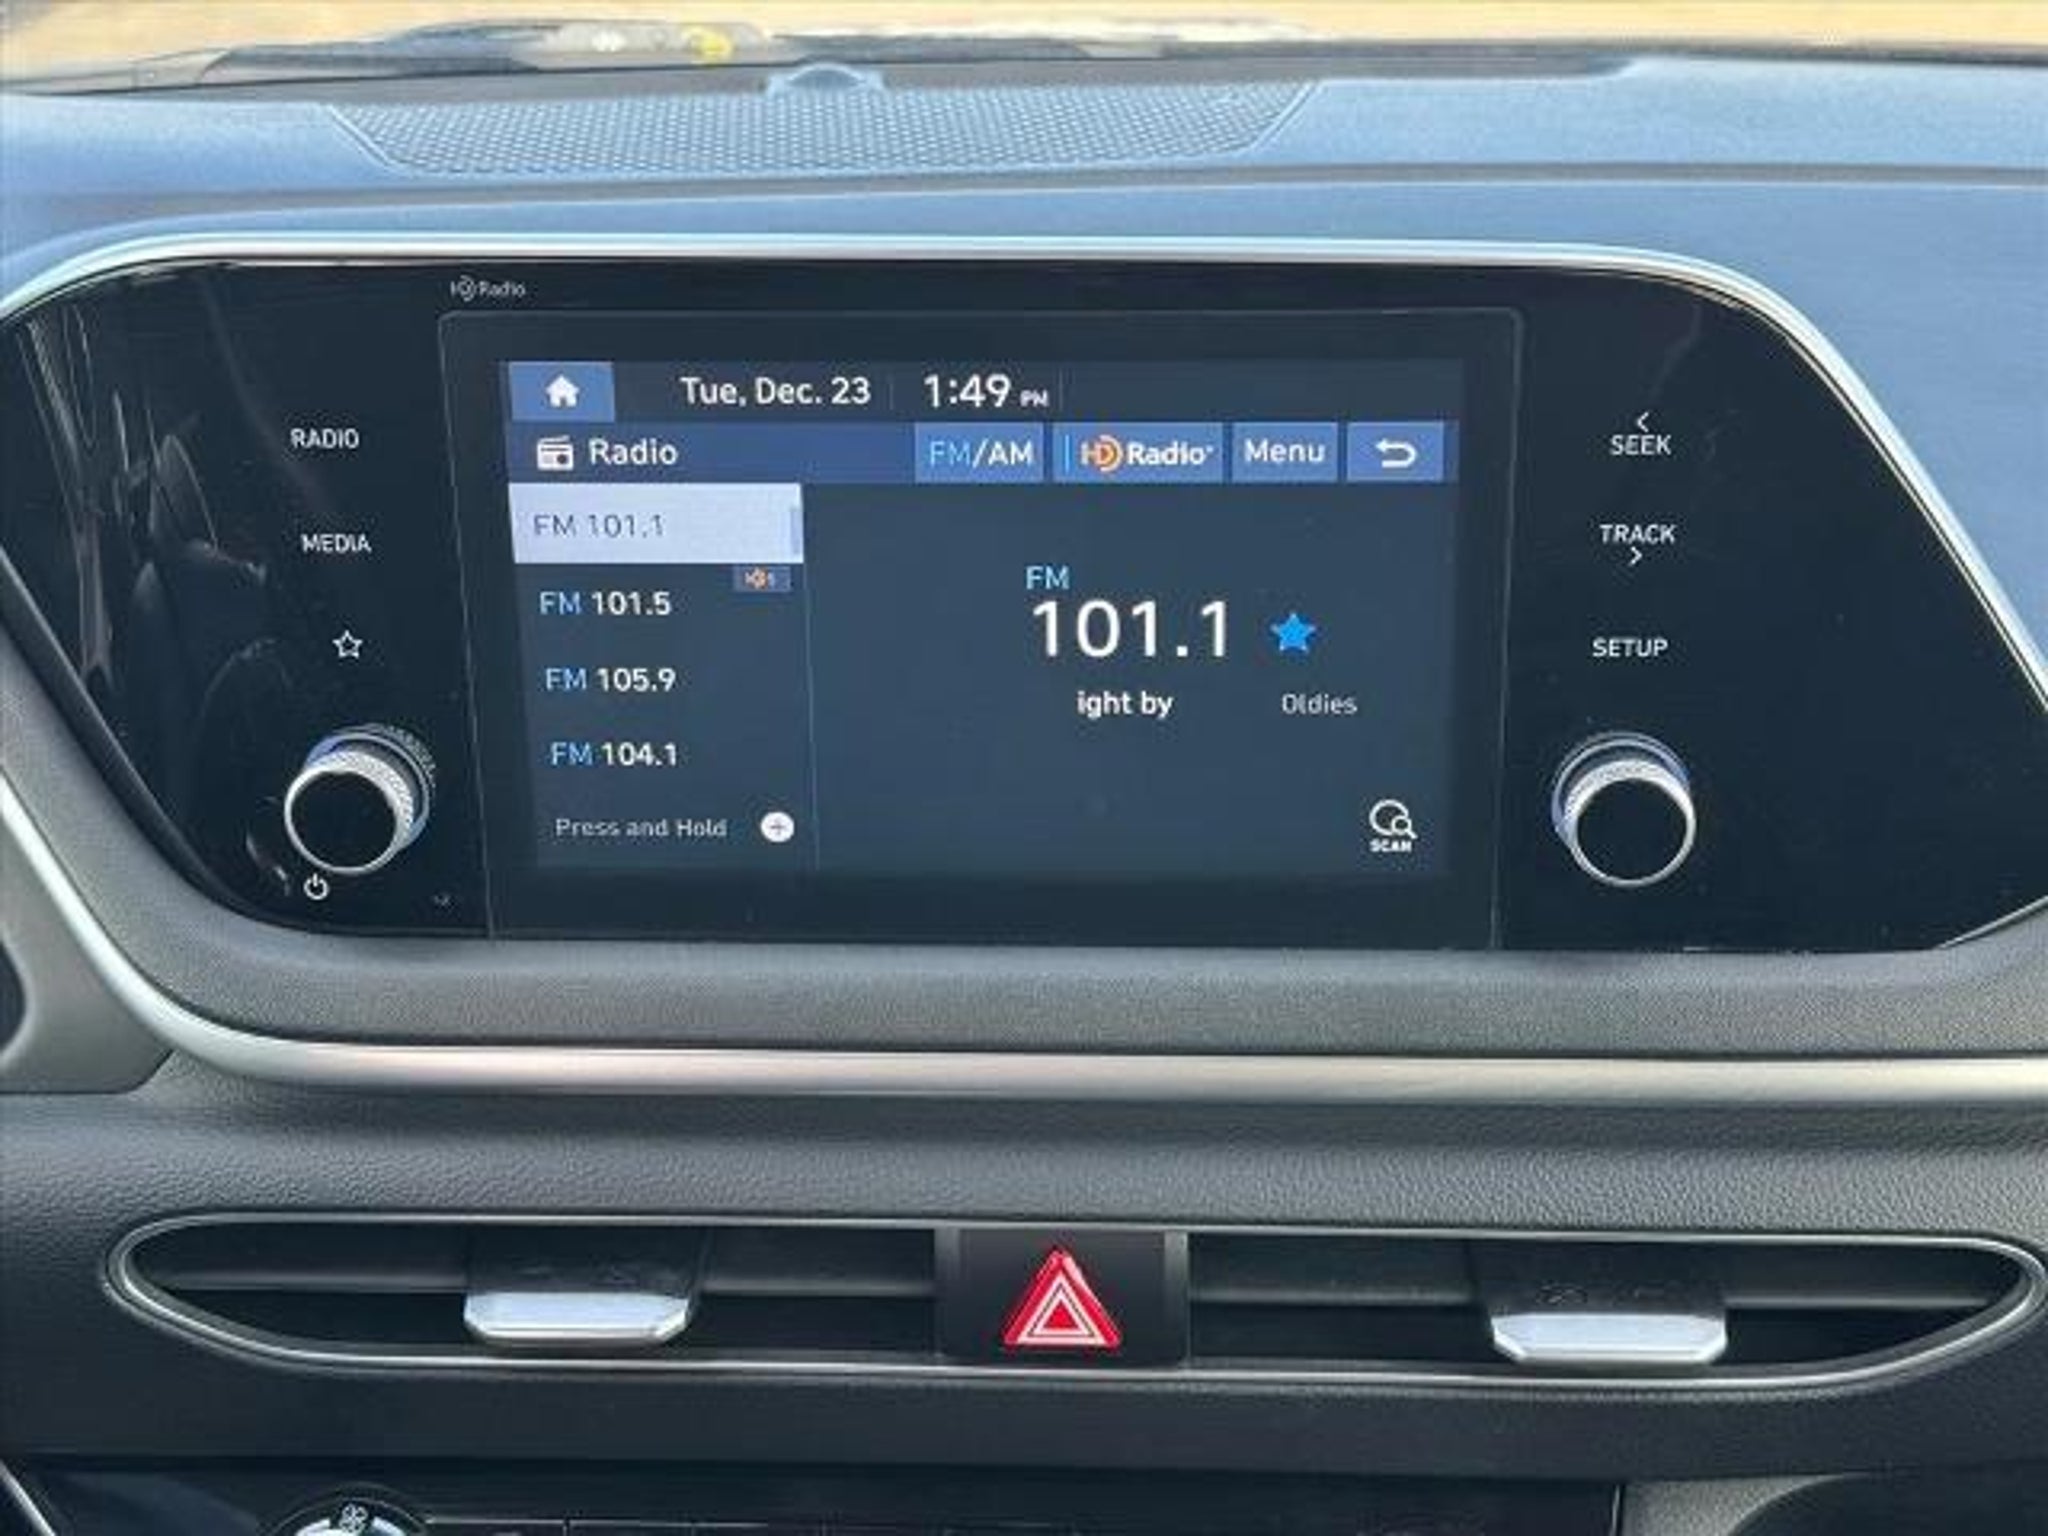 HD Radio
Tue, Dec. 23 1:49 PM
Radio FM/AM HD Radio Menu
RADIO
MEDIA
FM 101.1
FM 101.5
FM 105.9
FM 104.1
Press and Hold
FM
101.1
ight by Oldies
SCAN
SEEK
TRACK
SETUP